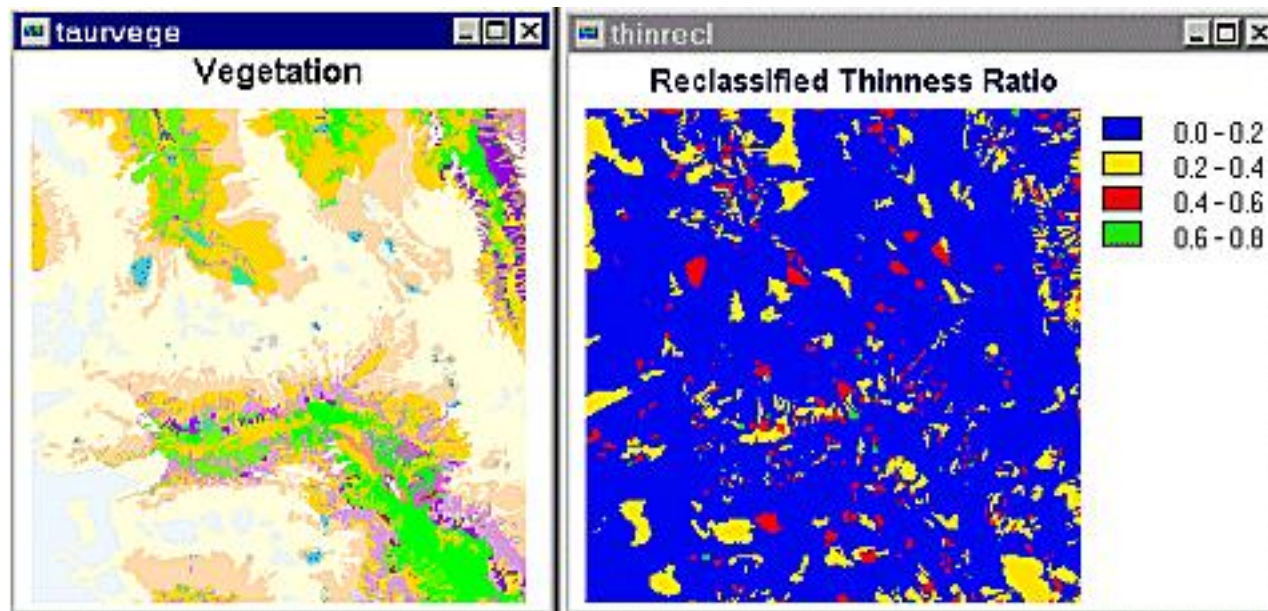 taurvege
Vegetation
thinrecl
Reclassified Thinness Ratio
0.0 - 0.2
0.2 - 0.4
0.4 - 0.6
0.6 - 0.8